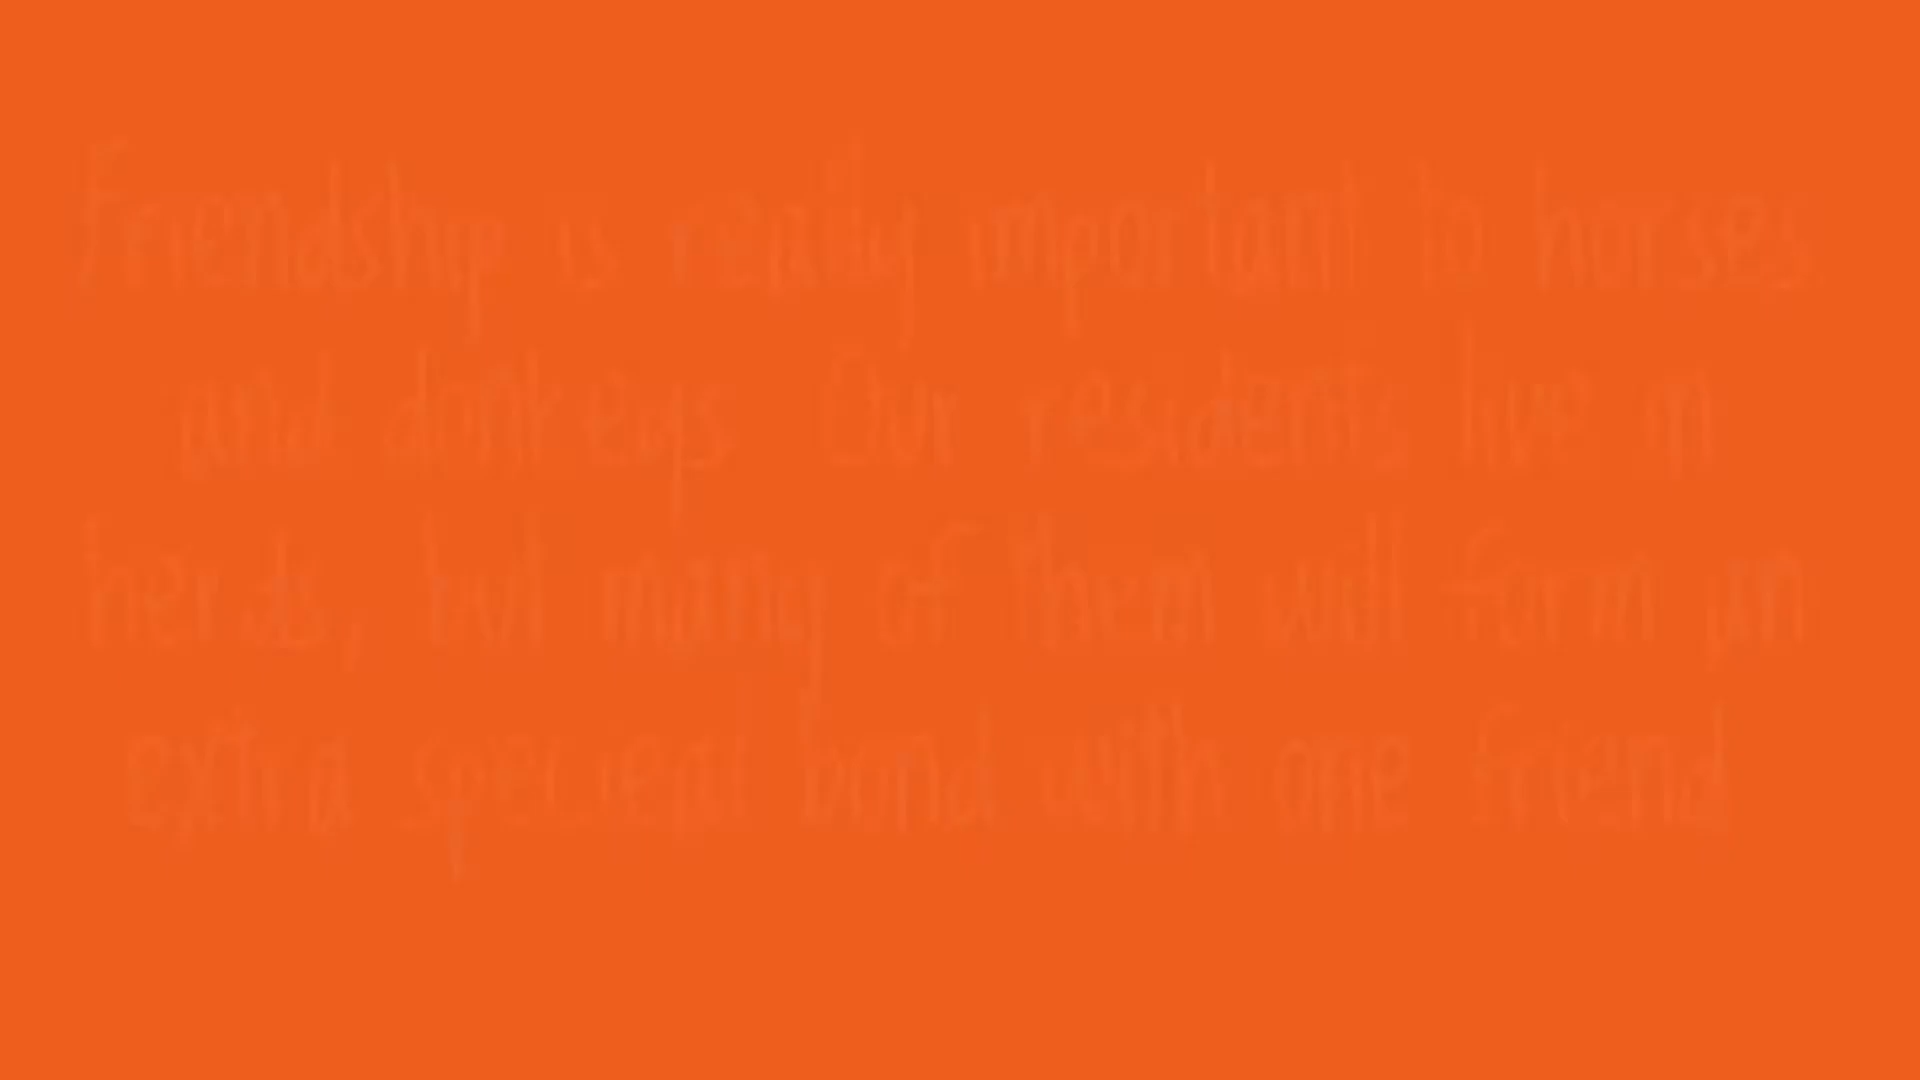 Friendship is really important to horses
and donkeys. Our residents live in
herds, but many of them will form an
extra special bond with one friend